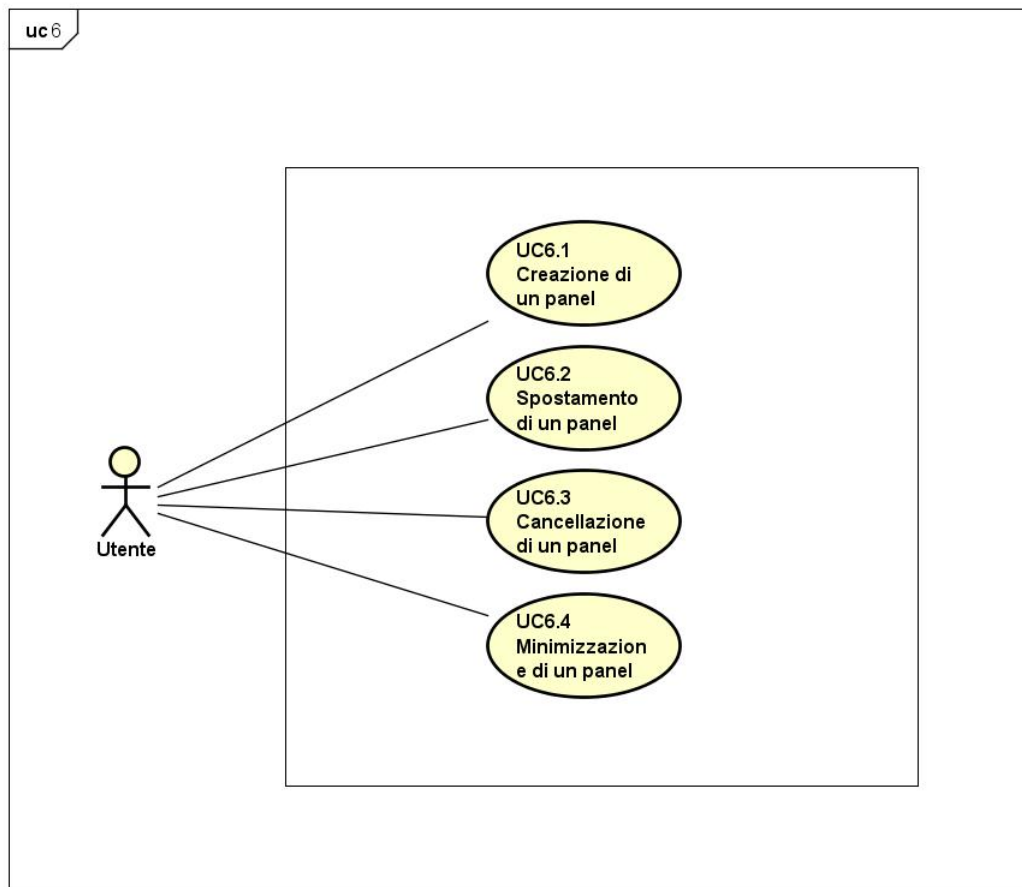 uc 6
UC6.1
Creazione di
un panel
UC6.2
Spostamento
di un panel
UC6.3
Cancellazione
di un panel
UC6.4
Minimizzazion
e di un panel
Utente